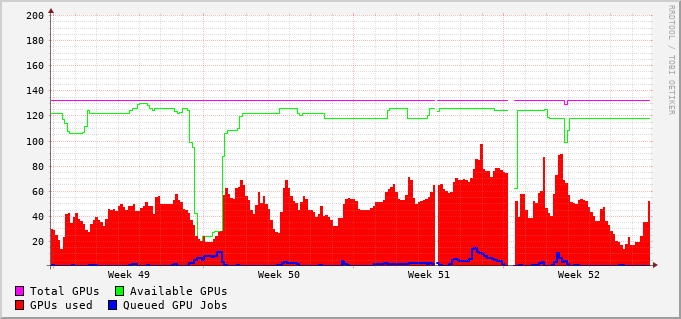 200
180
160
140
120
100
80
60
40
20
Week 49 Week 50 Week 51 Week 52
Total GPUs Available GPUs
GPUs used Queued GPU Jobs
RRDTOOL / TOBI OETIKER